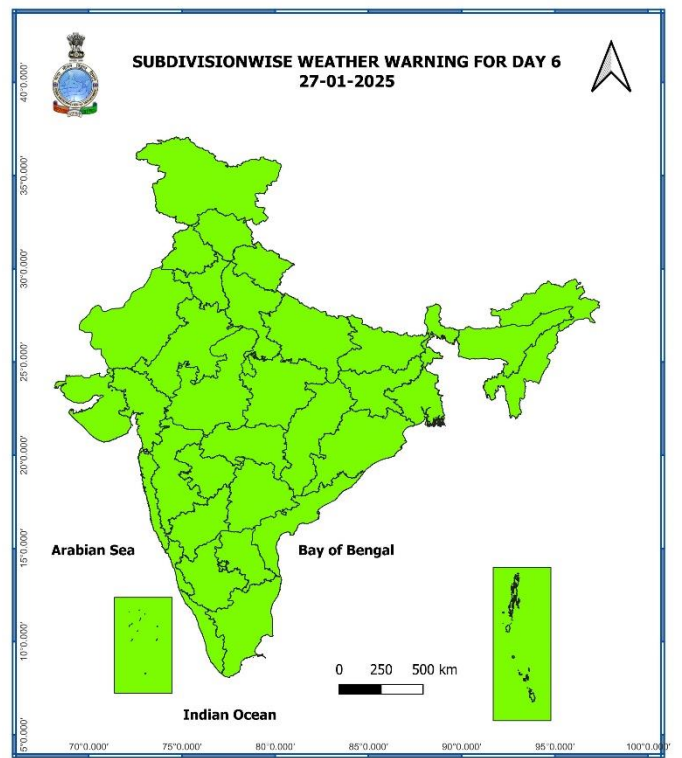 SUBDIVISIONWISE WEATHER WARNING FOR DAY 6
27-01-2025
40°0.000'
35°0.000'
30°0.000'
25°0.000'
20°0.000'
15°0.000'
10°0.000'
5°0.000'
Arabian Sea
Bay of Bengal
0 250 500 km
Indian Ocean
70°0.000' 75°0.000' 80°0.000' 85°0.000' 90°0.000' 95°0.000' 100°0.000'